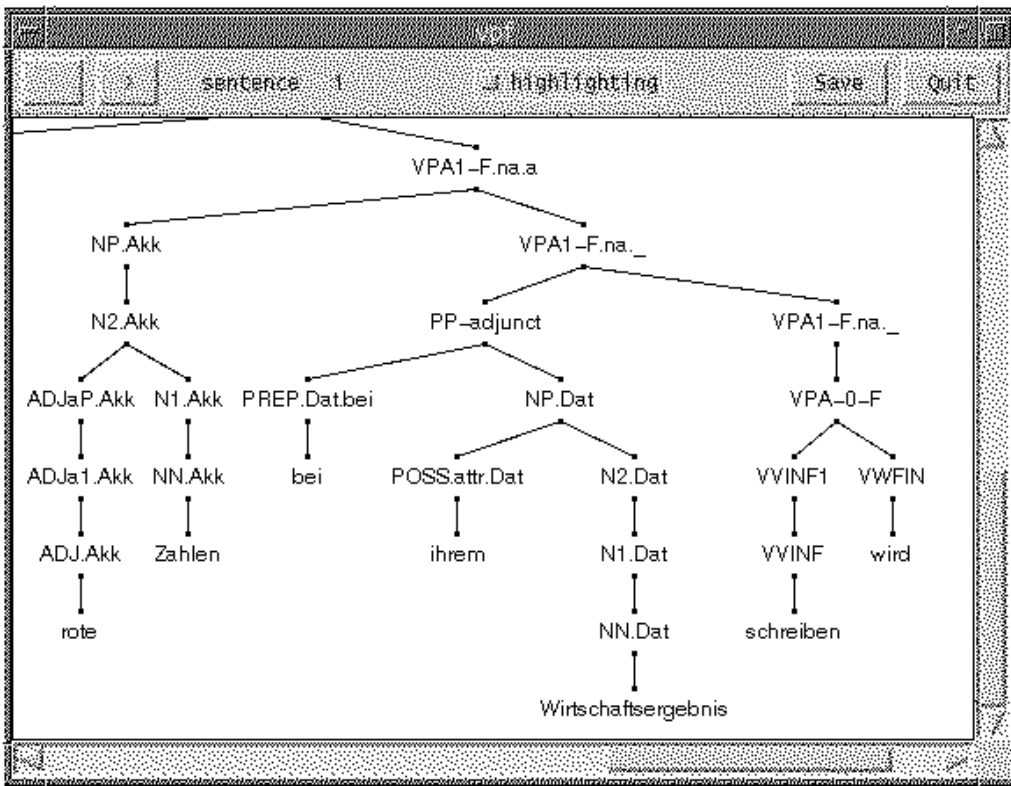 vpf
> sentence 1 highlighting Save Quit
VPA1-F.na.a
NP.Akk VPA1-F.na._
N2.Akk PP-adjunct VPA1-F.na._
ADJaP.Akk N1.Akk PREP.Dat.bei NP.Dat VPA-0-F
ADJa1.Akk NN.Akk bei POSS.attr.Dat N2.Dat VVINF1 VWFIN
ADJ.Akk Zahlen ihrem N1.Dat VVINF wird
rote NN.Dat schreiben
Wirtschaftsergebnis